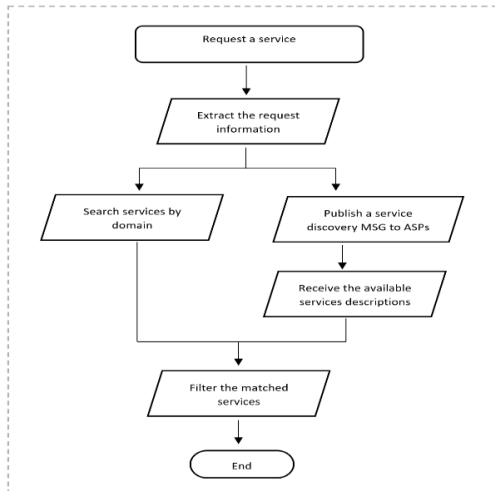 Request a service
Extract the request
information
Search services by
domain
Publish a service
discovery MSG to ASPs
Receive the available
services descriptions
Filter the matched
services
End